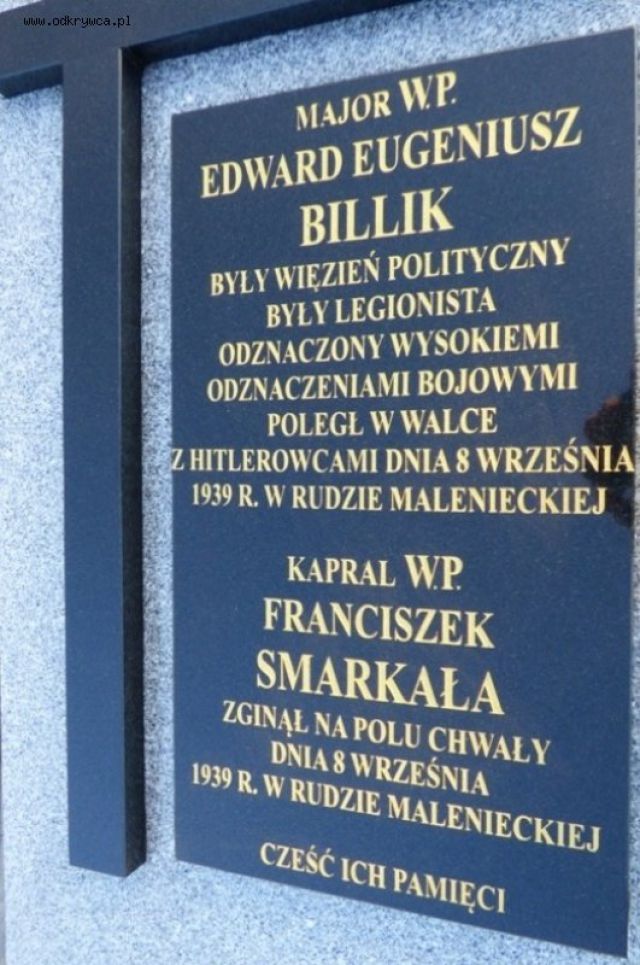 www.odkrywca.pl
MAJOR W.P.
EDWARD EUGENIUSZ
BILLIK
BYŁY WIĘZIEŃ POLITYCZNY
BYŁY LEGIONISTA
ODZNACZONY WYSOKIEMI
ODZNACZENIAMI BOJOWYMI
POLEGŁ W WALCE
Z HITLEROWCAMI DNIA 8 WRZEŚNIA
1939 R. W RUDZIE MALENIECKIEJ
KAPRAL W.P.
FRANCISZEK
SMARKAŁA
ZGINĄŁ NA POLU CHWAŁY
DNIA 8 WRZEŚNIA
1939 R. W RUDZIE MALENIECKIEJ
CZEŚĆ ICH PAMIĘCI